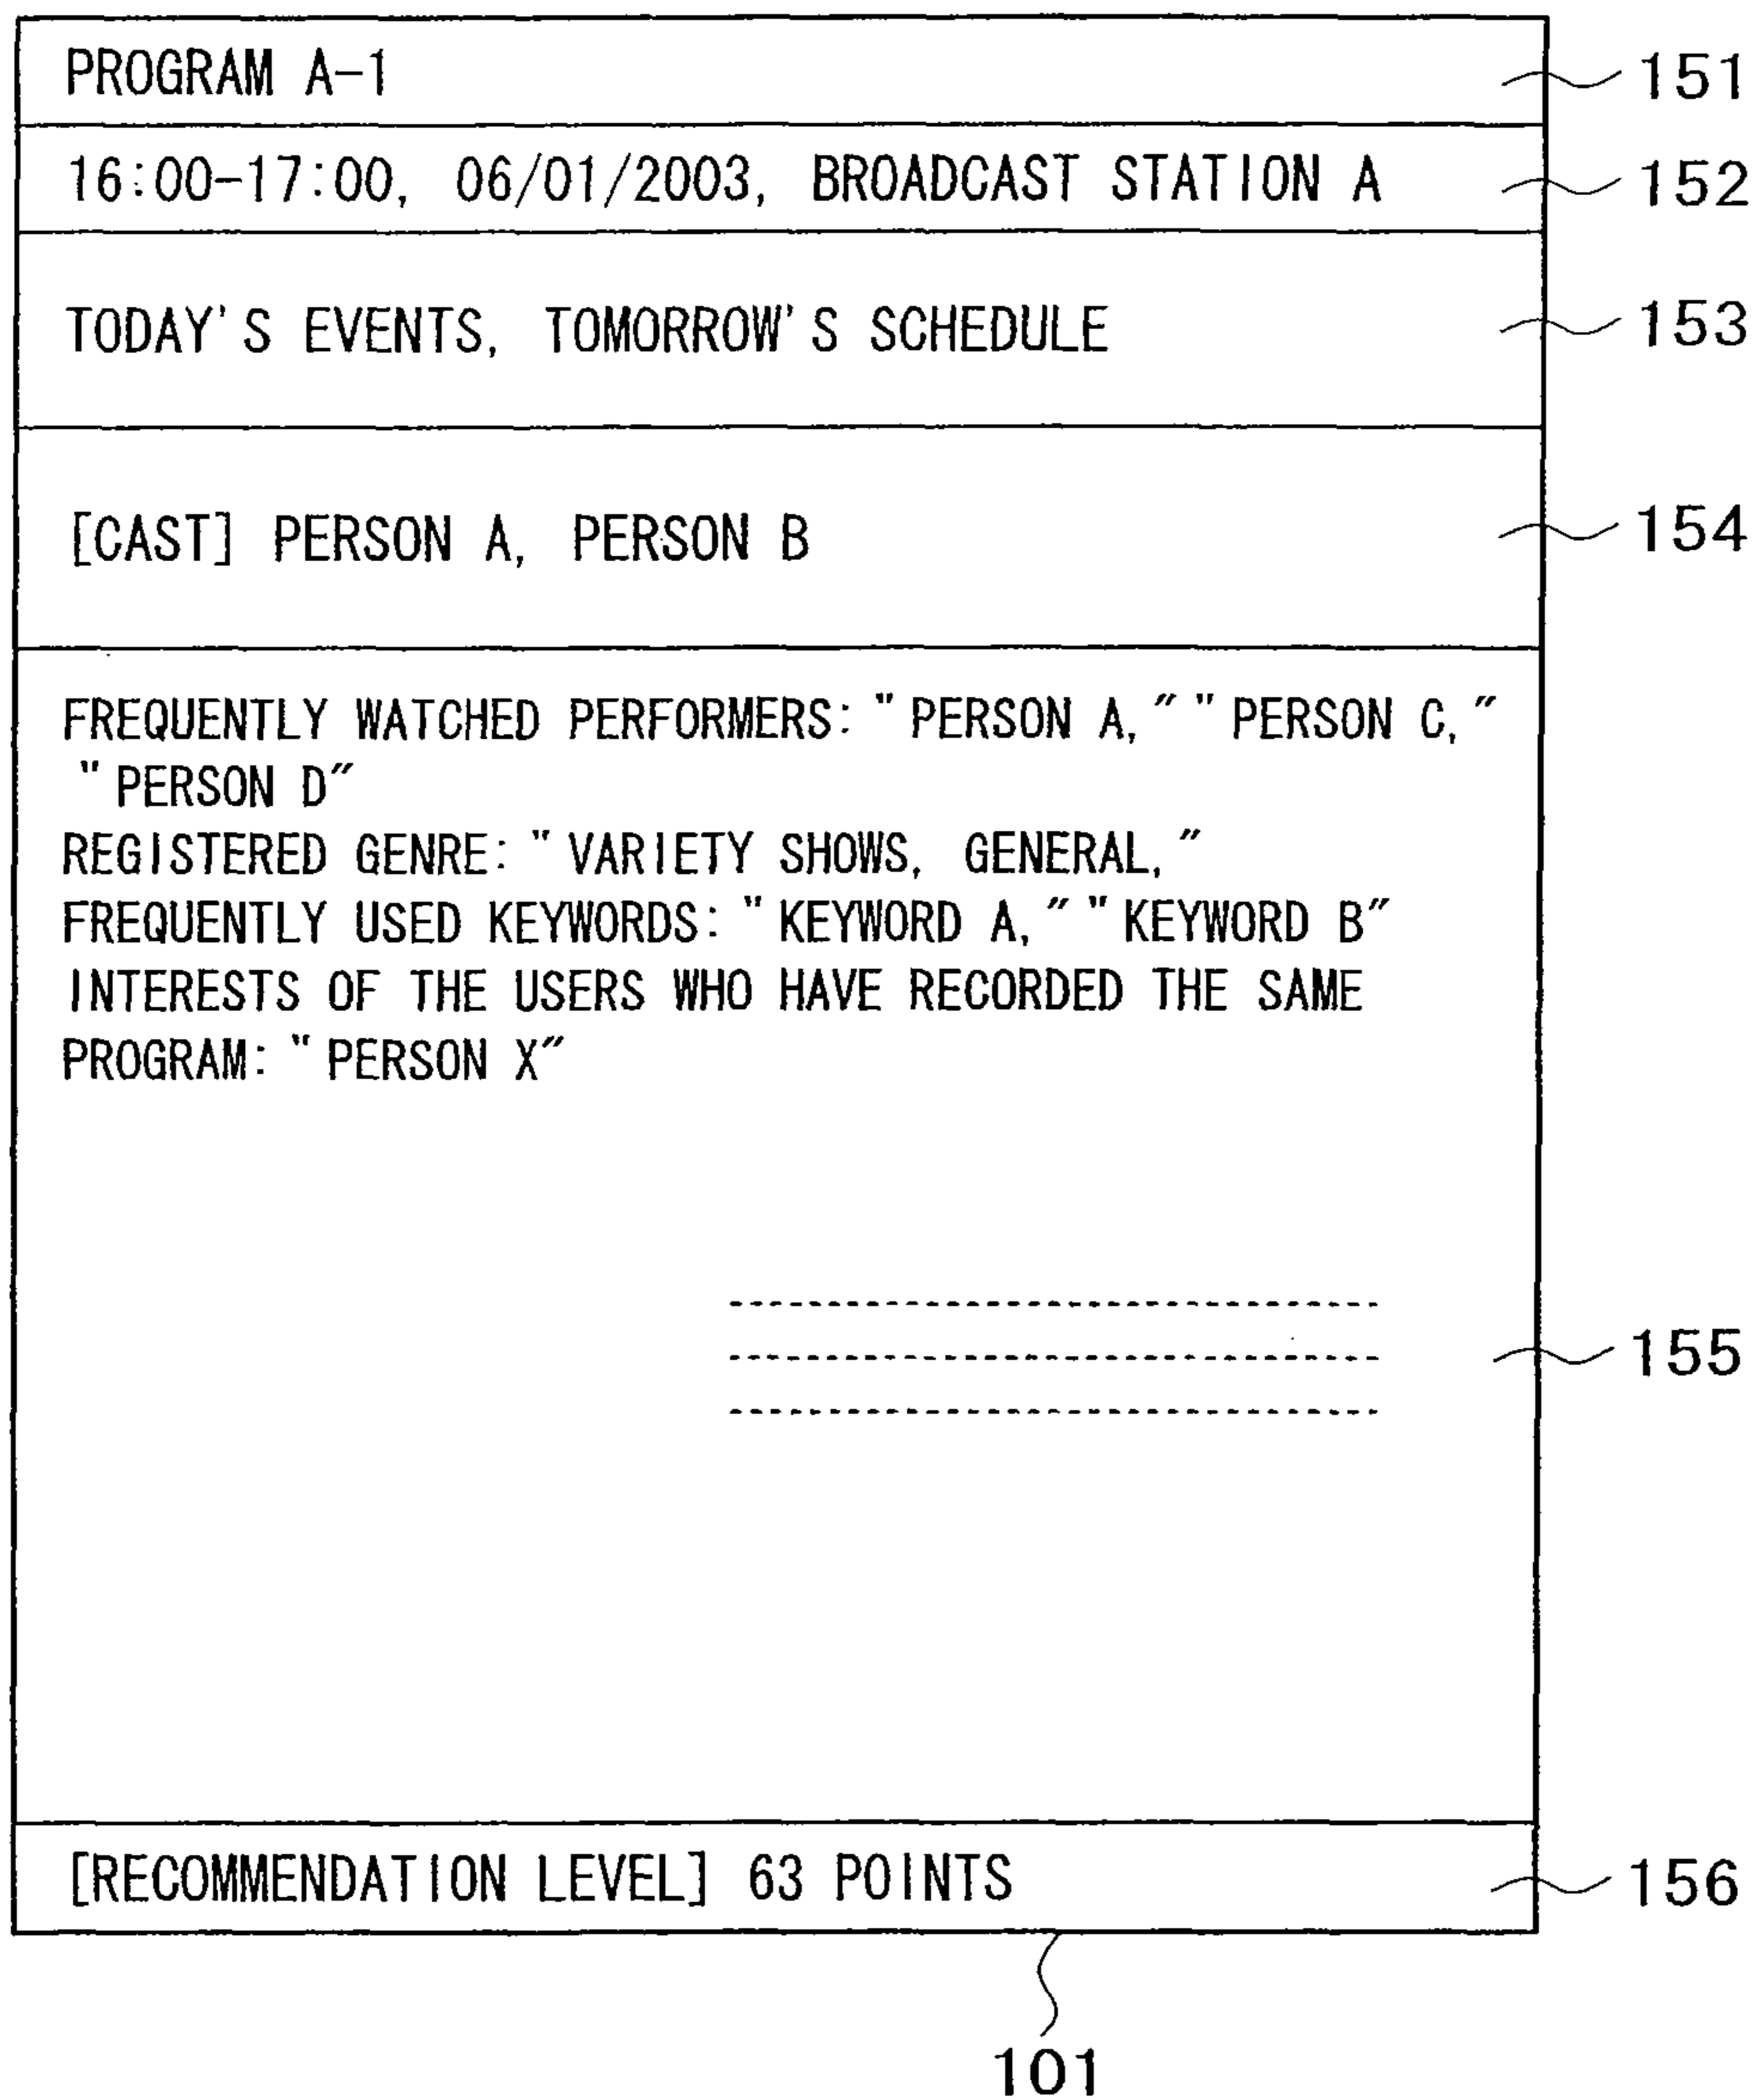 PROGRAM A-1
151
16:00-17:00, 06/01/2003, BROADCAST STATION A
152
TODAY'S EVENTS, TOMORROW'S SCHEDULE
153
[CAST] PERSON A, PERSON B
154
FREQUENTLY WATCHED PERFORMERS: "PERSON A," "PERSON C,"
"PERSON D"
REGISTERED GENRE: "VARIETY SHOWS, GENERAL,"
FREQUENTLY USED KEYWORDS: "KEYWORD A," "KEYWORD B"
INTERESTS OF THE USERS WHO HAVE RECORDED THE SAME
PROGRAM: "PERSON X"
155
[RECOMMENDATION LEVEL] 63 POINTS
156
101